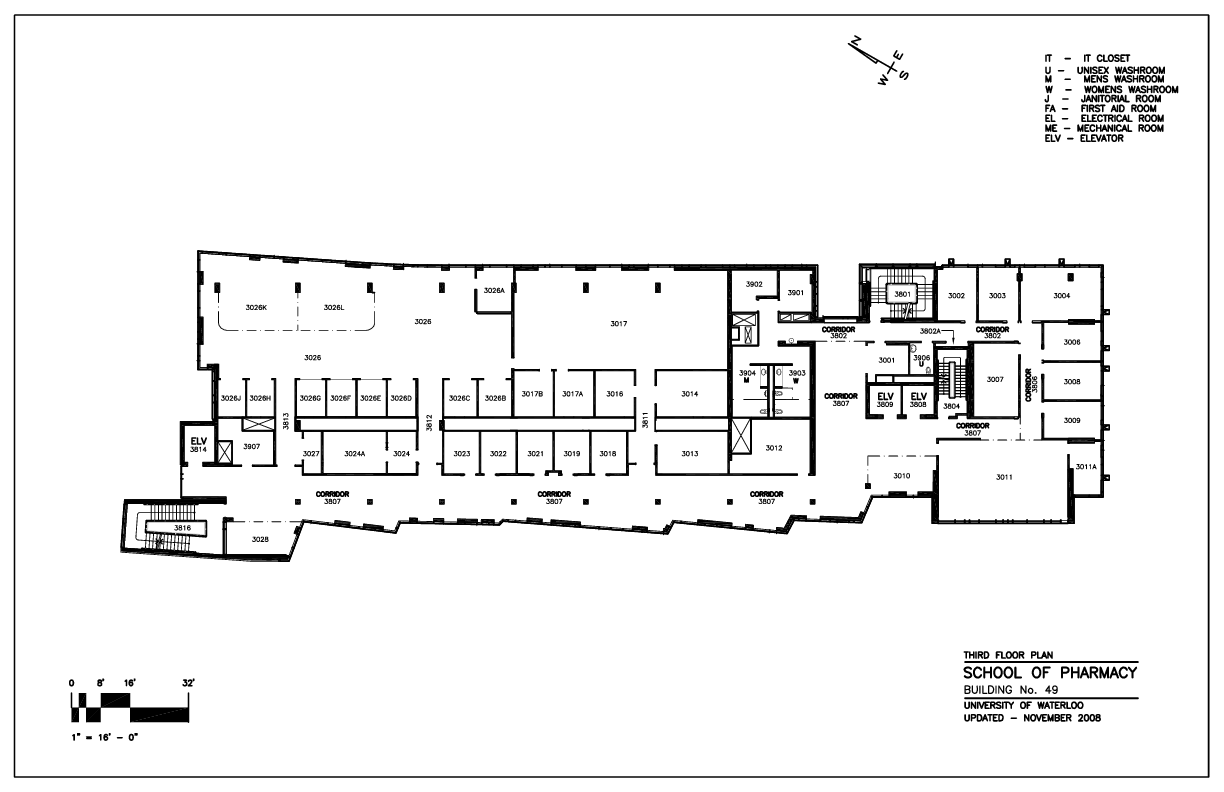 N
E
W
S
IT – IT CLOSET
U – UNISEX WASHROOM
M – MENS WASHROOM
W – WOMENS WASHROOM
J – JANITORIAL ROOM
FA – FIRST AID ROOM
EL – ELECTRICAL ROOM
ME – MECHANICAL ROOM
ELV – ELEVATOR
3026K
3026L
3026
3026A
3017
3902
3901
3801
3002
3003
3004
CORRIDOR
3802
3802A
CORRIDOR
3802
3006
3026
3001
3906
U
3904
M
3903
W
3007
CORRIDOR
3806
3008
3026J
3026H
3813
3026G
3026F
3026E
3026D
3812
3026C
3026B
3017B
3017A
3016
3811
3014
CORRIDOR
3807
ELV
3809
ELV
3808
3804
3009
CORRIDOR
3807
ELV
3814
3907
3027
3024A
3024
3023
3022
3021
3019
3018
3013
3012
3010
3011
3011A
CORRIDOR
3807
CORRIDOR
3807
CORRIDOR
3807
3816
3028
0 8' 16' 32'
1" = 16' – 0"
THIRD FLOOR PLAN
SCHOOL OF PHARMACY
BUILDING No. 49
UNIVERSITY OF WATERLOO
UPDATED – NOVEMBER 2008